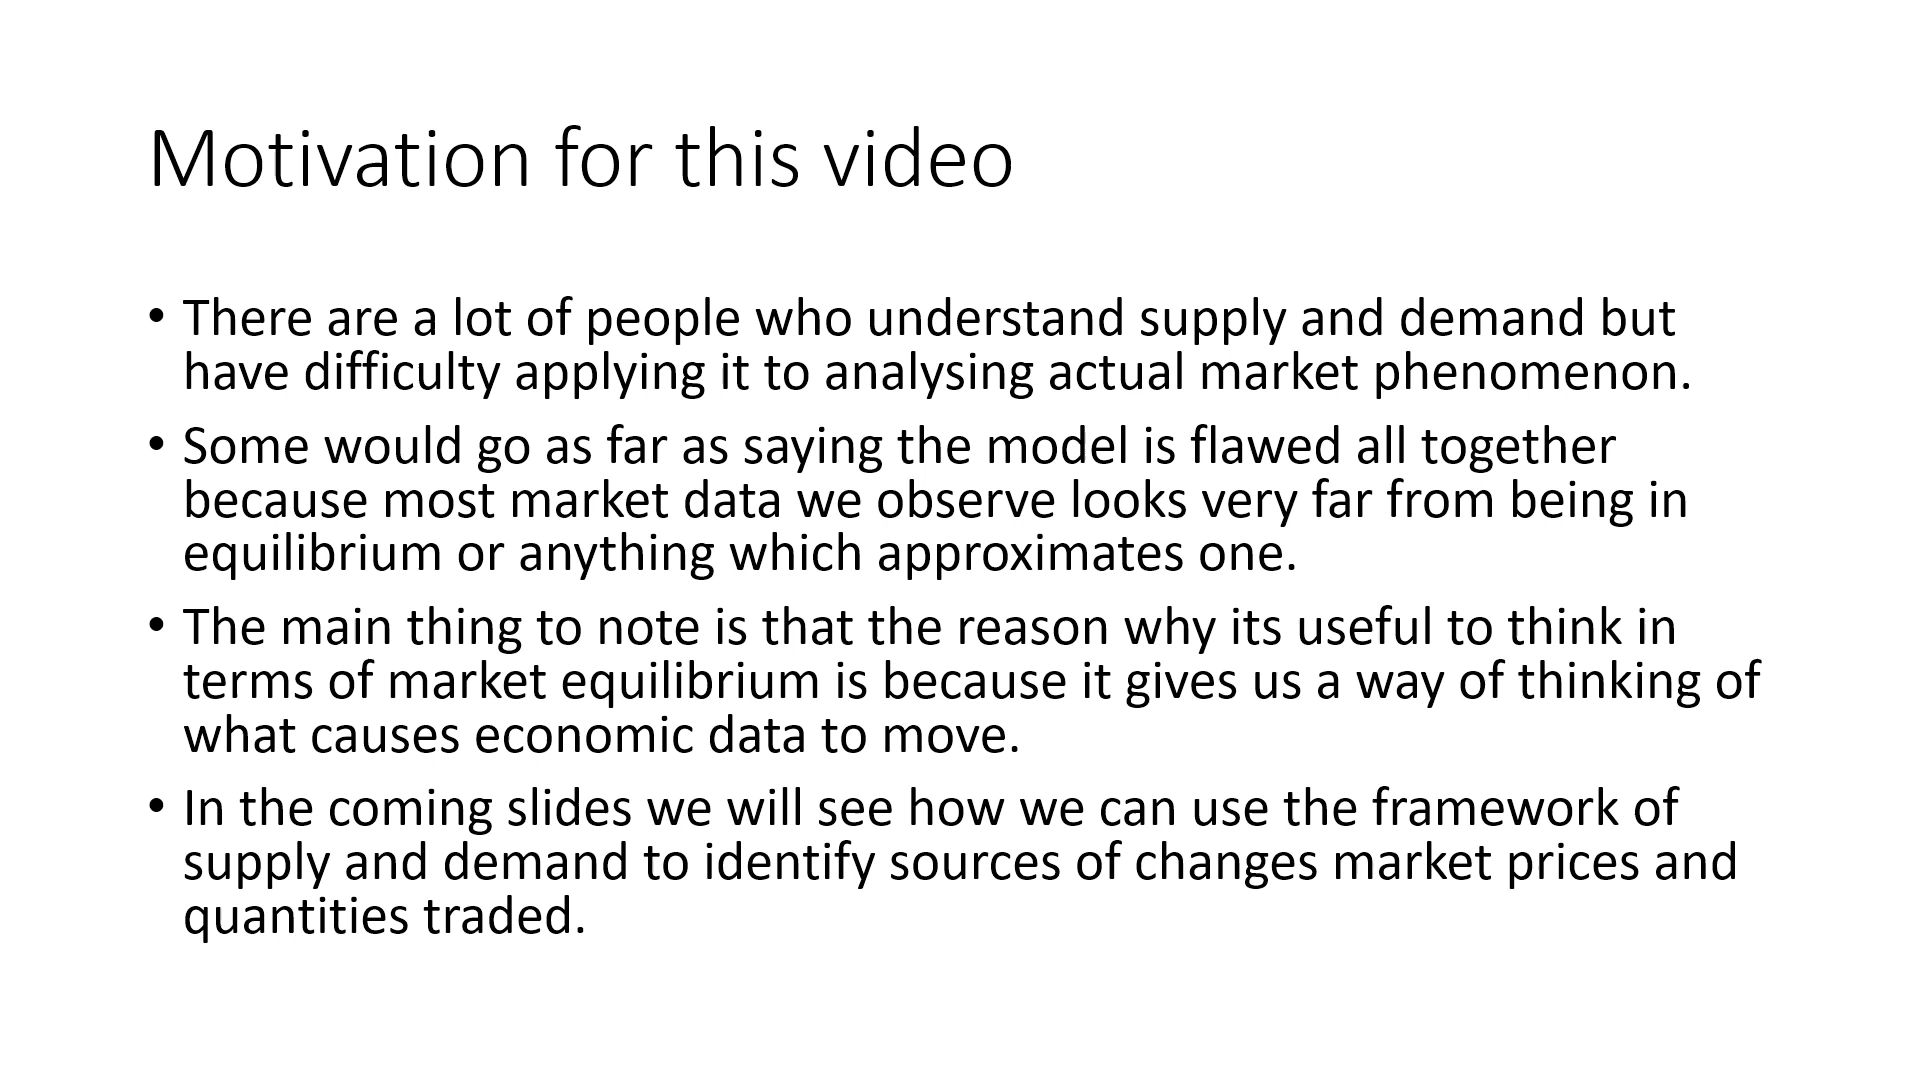 Motivation for this video
• There are a lot of people who understand supply and demand but
have difficulty applying it to analysing actual market phenomenon.
• Some would go as far as saying the model is flawed all together
because most market data we observe looks very far from being in
equilibrium or anything which approximates one.
• The main thing to note is that the reason why its useful to think in
terms of market equilibrium is because it gives us a way of thinking of
what causes economic data to move.
• In the coming slides we will see how we can use the framework of
supply and demand to identify sources of changes market prices and
quantities traded.